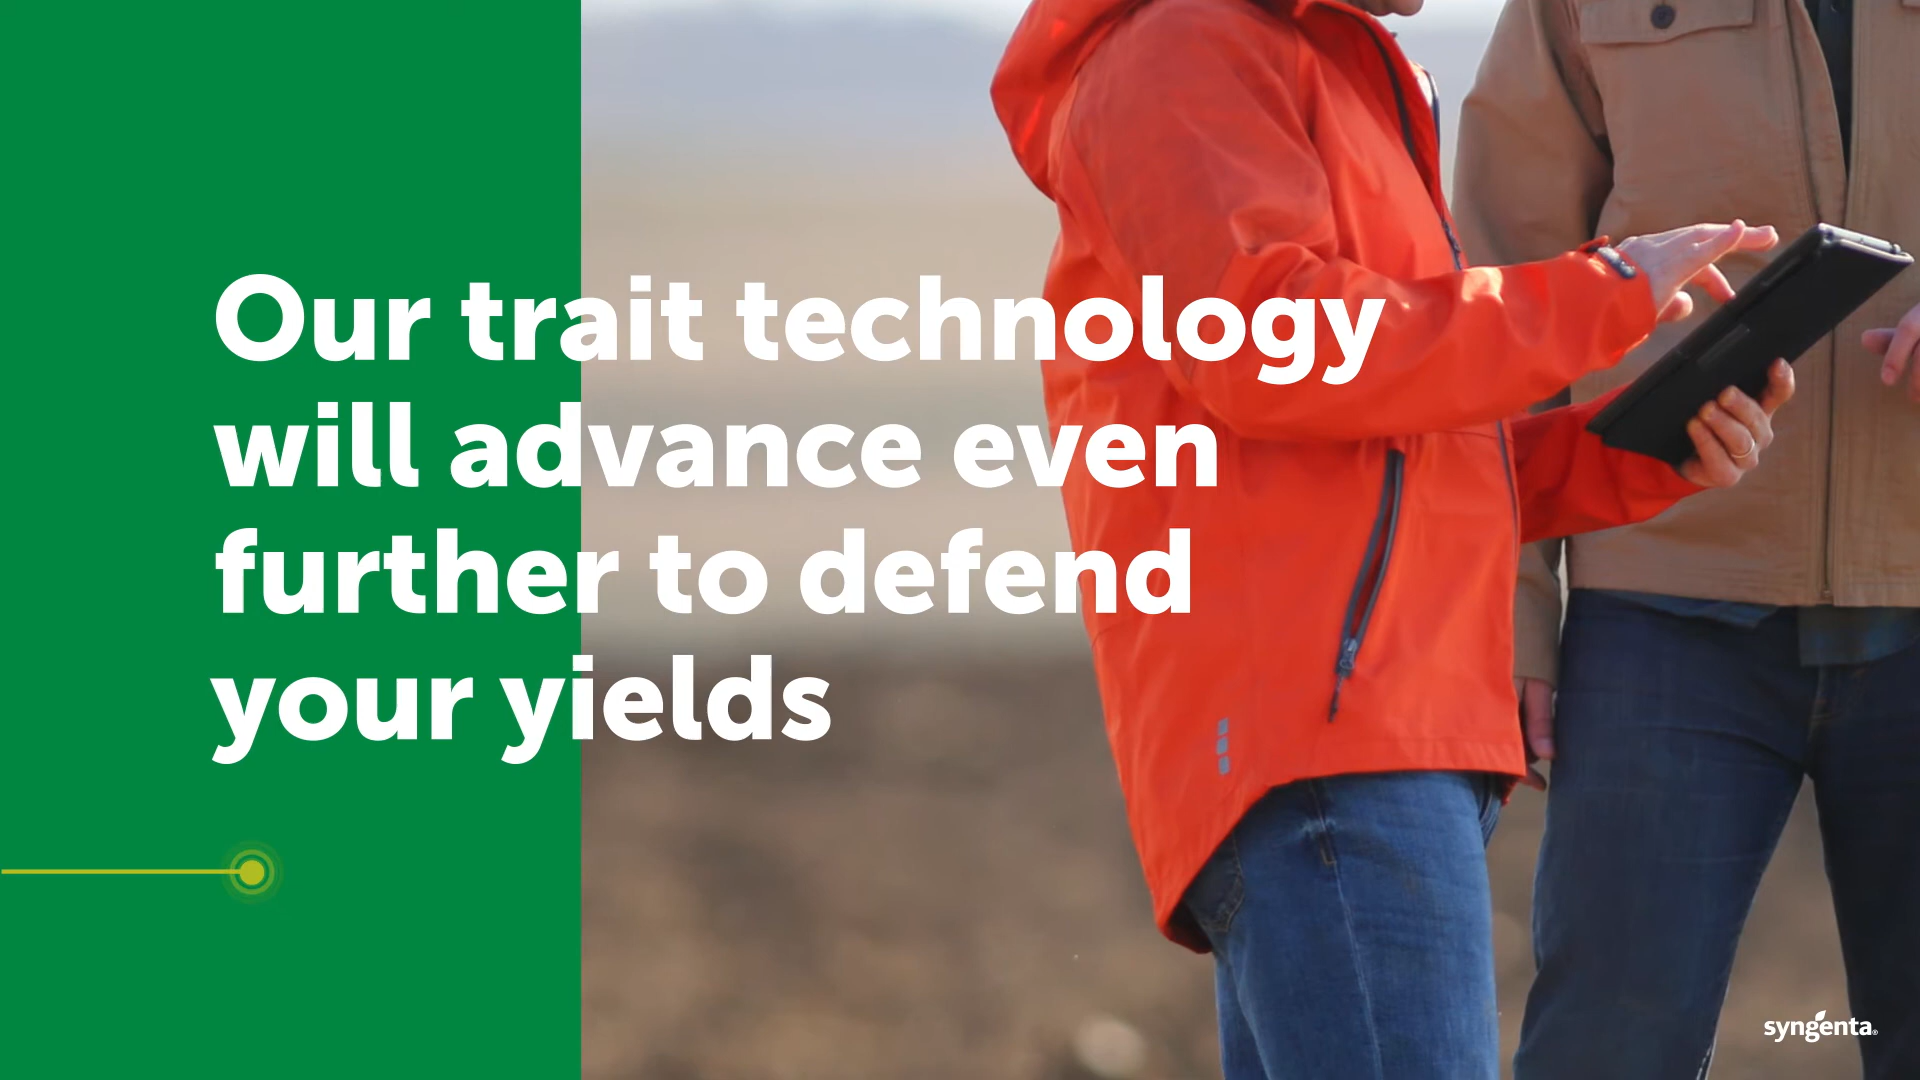 Our trait technology
will advance even
further to defend
your yields
syngenta®